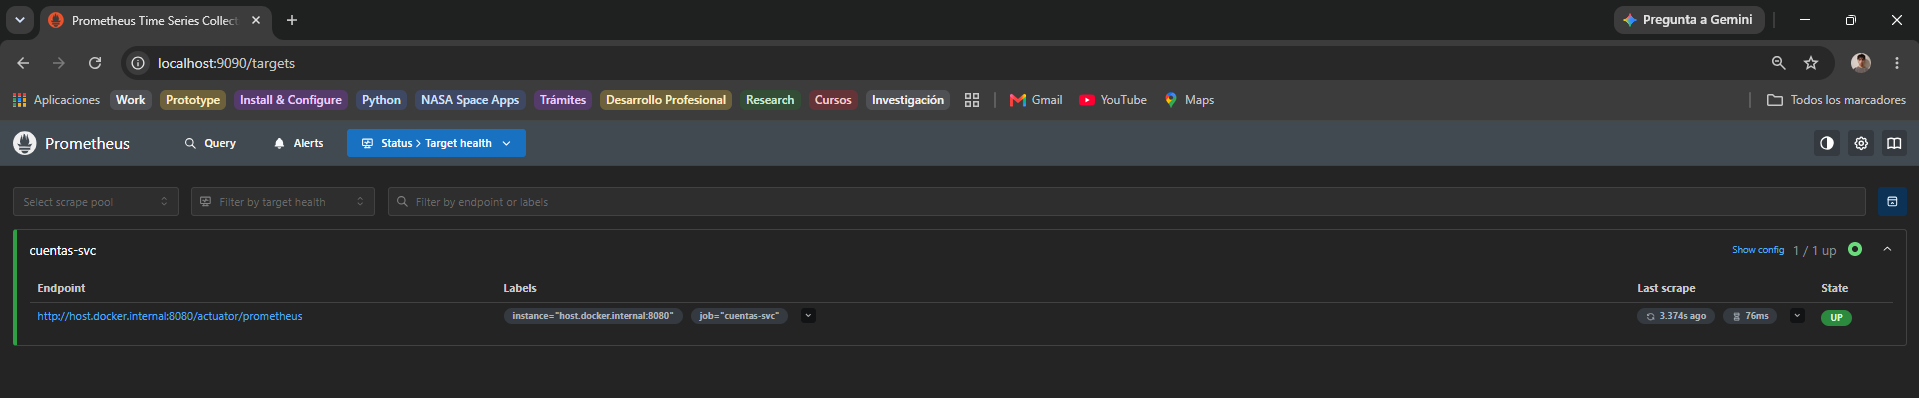 Prometheus Time Series Collect
Pregunta a Gemini
localhost:9090/targets
Aplicaciones Work Prototype Install & Configure Python NASA Space Apps Trámites Desarrollo Profesional Research Cursos Investigación Gmail YouTube Maps Todos los marcadores
Prometheus Query Alerts Status > Target health
Select scrape pool Filter by target health Filter by endpoint or labels
cuentas-svc Show config 1 / 1 up
Endpoint Labels Last scrape State
http://host.docker.internal:8080/actuator/prometheus instance="host.docker.internal:8080" job="cuentas-svc" 3.374s ago 76ms UP